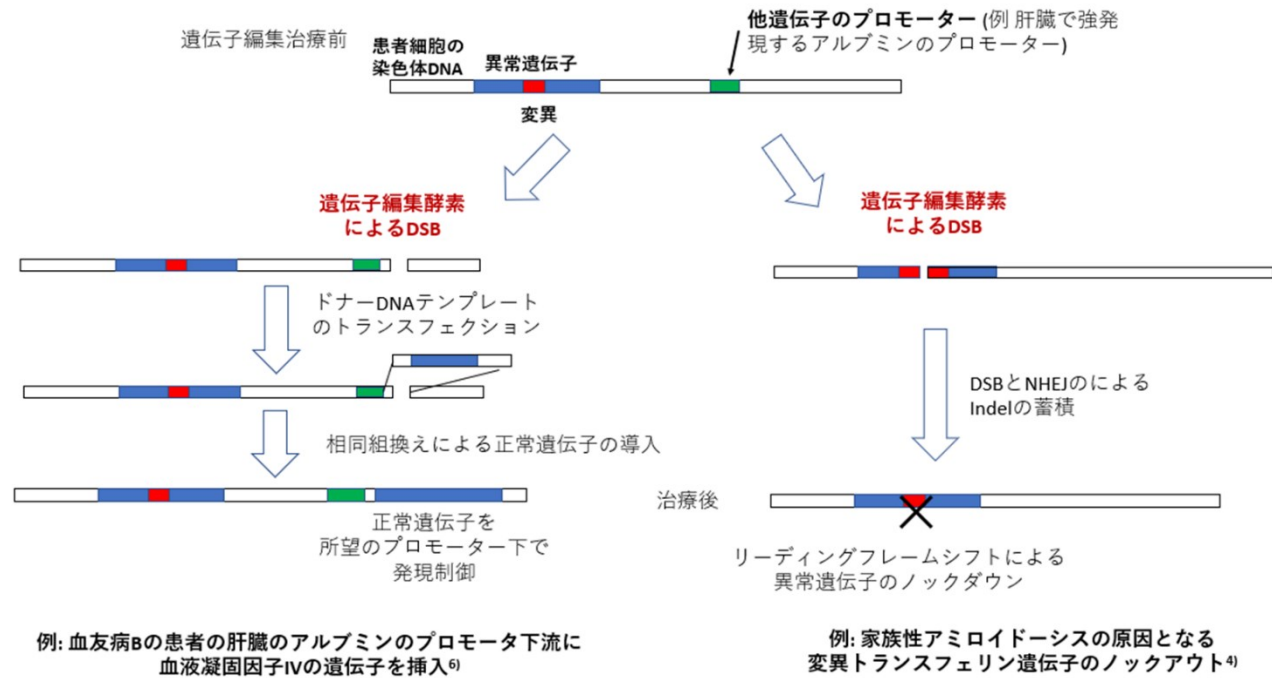 遺伝子編集治療前
患者細胞の
染色体DNA
異常遺伝子
変異
他遺伝子のプロモーター (例 肝臓で強発
現するアルブミンのプロモーター)
遺伝子編集酵素
によるDSB
ドナーDNAテンプレート
のトランスフェクション
相同組換えによる正常遺伝子の導入
正常遺伝子を
所望のプロモーター下で
発現制御
例: 血友病Bの患者の肝臓のアルブミンのプロモータ下流に
血液凝固因子IVの遺伝子を挿入6)
遺伝子編集酵素
によるDSB
DSBとNHEJのによる
Indelの蓄積
治療後
リーディングフレームシフトによる
異常遺伝子のノックダウン
例: 家族性アミロイドーシスの原因となる
変異トランスフェリン遺伝子のノックアウト4)